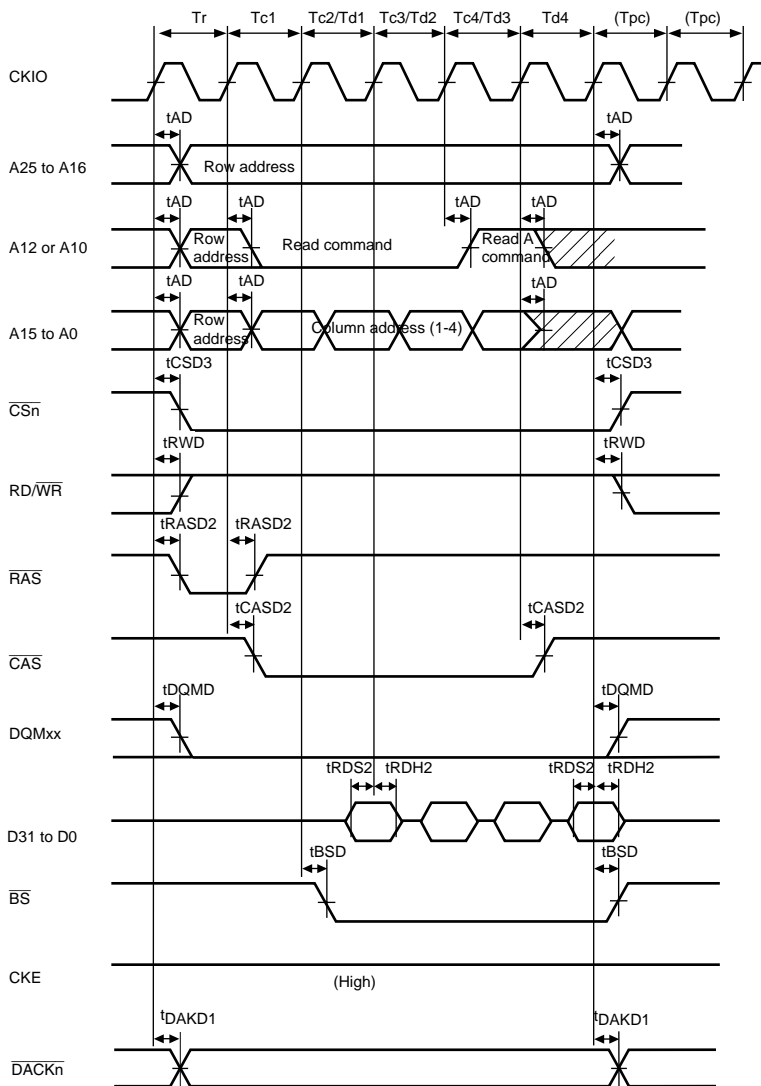 Tr Tc1 Tc2/Td1 Tc3/Td2 Tc4/Td3 Td4 (Tpc) (Tpc)
CKIO
tAD tAD
A25 to A16 Row address
tAD tAD tAD tAD
A12 or A10 Row address Read command Read A command
tAD tAD tAD
A15 to A0 Row address Column address (1-4)
tCSD3 tCSD3
CSn
tRWD tRWD
RD/WR
tRASD2 tRASD2
RAS
tCASD2 tCASD2
CAS
tDQMD tDQMD
DQMxx
tRDS2 tRDH2 tRDS2 tRDH2
D31 to D0
tBSD tBSD
BS
CKE (High)
tDAKD1 tDAKD1
DACKn